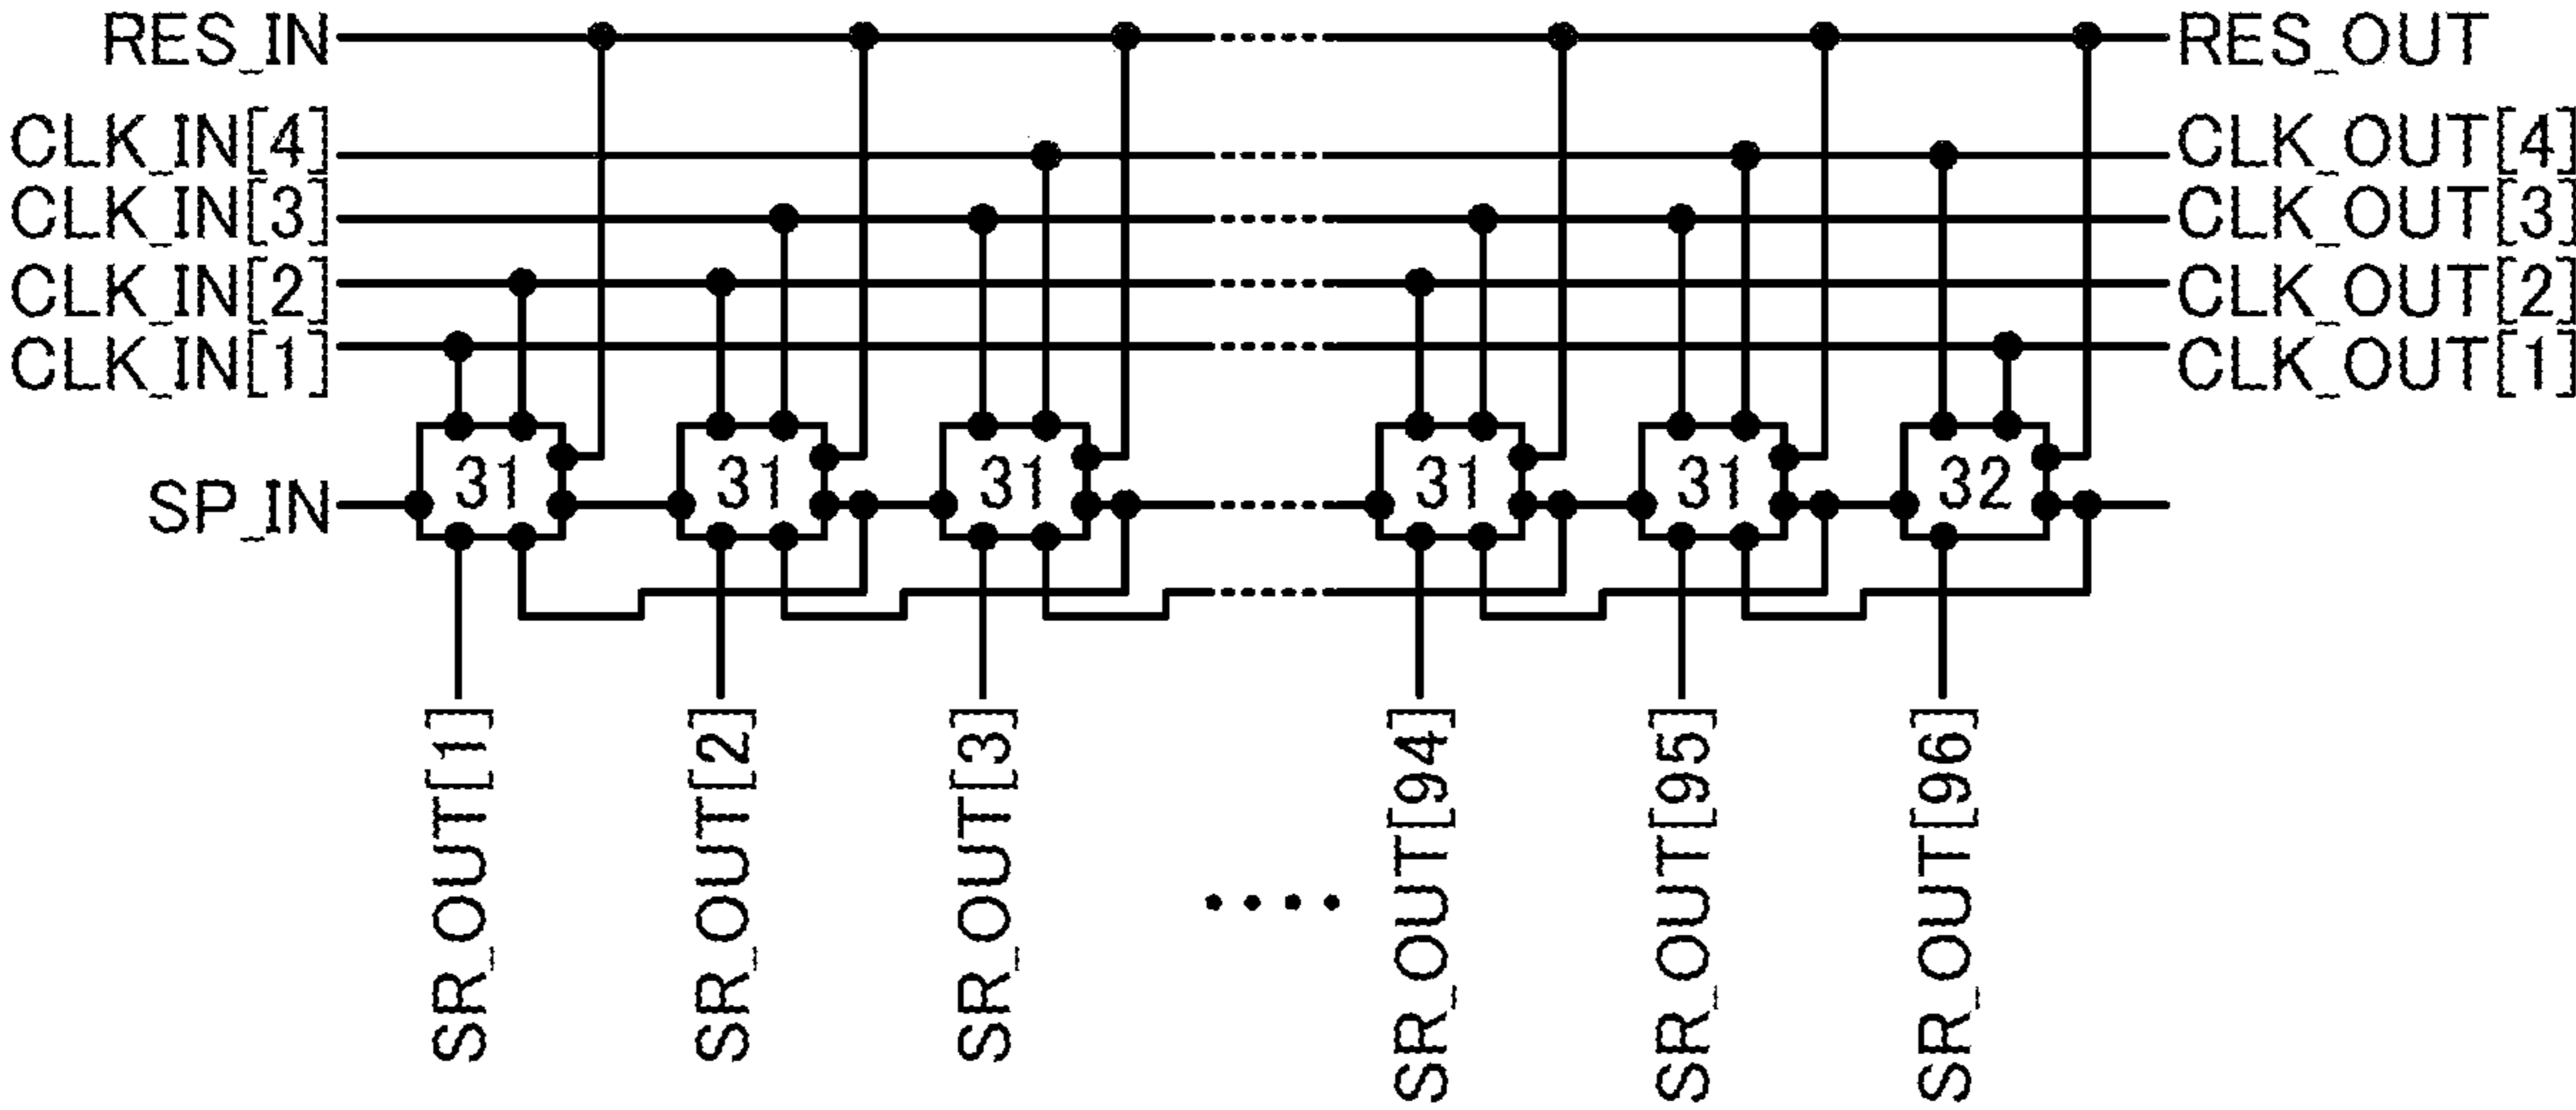 RES_IN
RES_OUT
CLK_IN[4]
CLK_OUT[4]
CLK_IN[3]
CLK_OUT[3]
CLK_IN[2]
CLK_OUT[2]
CLK_IN[1]
CLK_OUT[1]
SP_IN
31
31
31
31
31
32
SR_OUT[1]
SR_OUT[2]
SR_OUT[3]
SR_OUT[94]
SR_OUT[95]
SR_OUT[96]